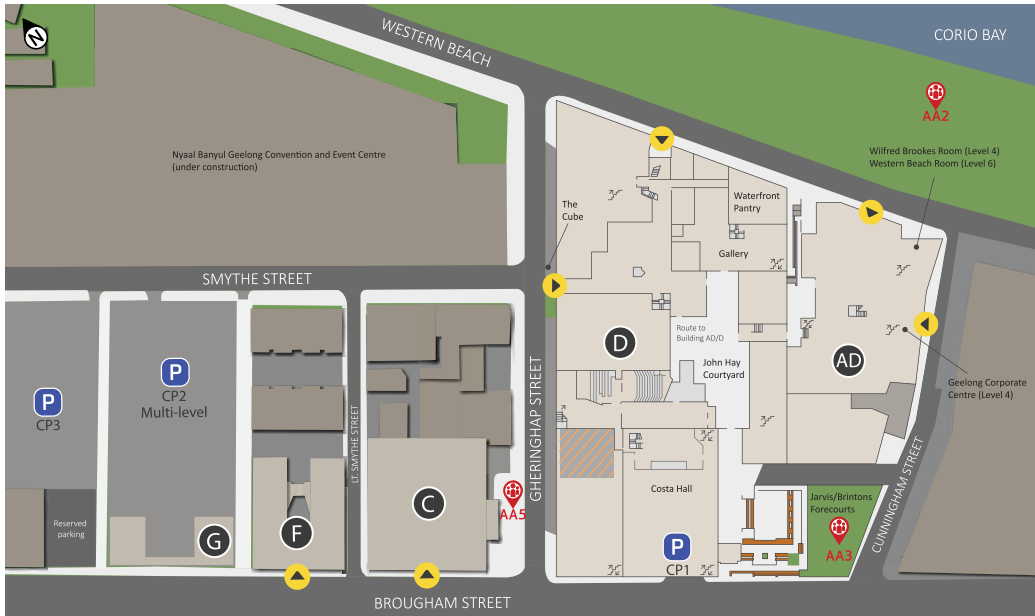 N
WESTERN BEACH
CORIO BAY
AA2
Nyaal Banyul Geelong Convention and Event Centre
(under construction)
Wilfred Brookes Room (Level 4)
Western Beach Room (Level 6)
The
Cube
Waterfront
Pantry
Gallery
SMYTHE STREET
Route to
Building AD/D
D
John Hay
Courtyard
AD
P
CP2
Multi-level
P
CP3
Geelong Corporate
Centre (Level 4)
LT. SMYTHE STREET
GHERINGHAP STREET
CUNNINGHAM STREET
C
AA5
Costa Hall
Jarvis/Brintons
Forecourts
AA3
Reserved
parking
G
F
P
CP1
BROUGHAM STREET